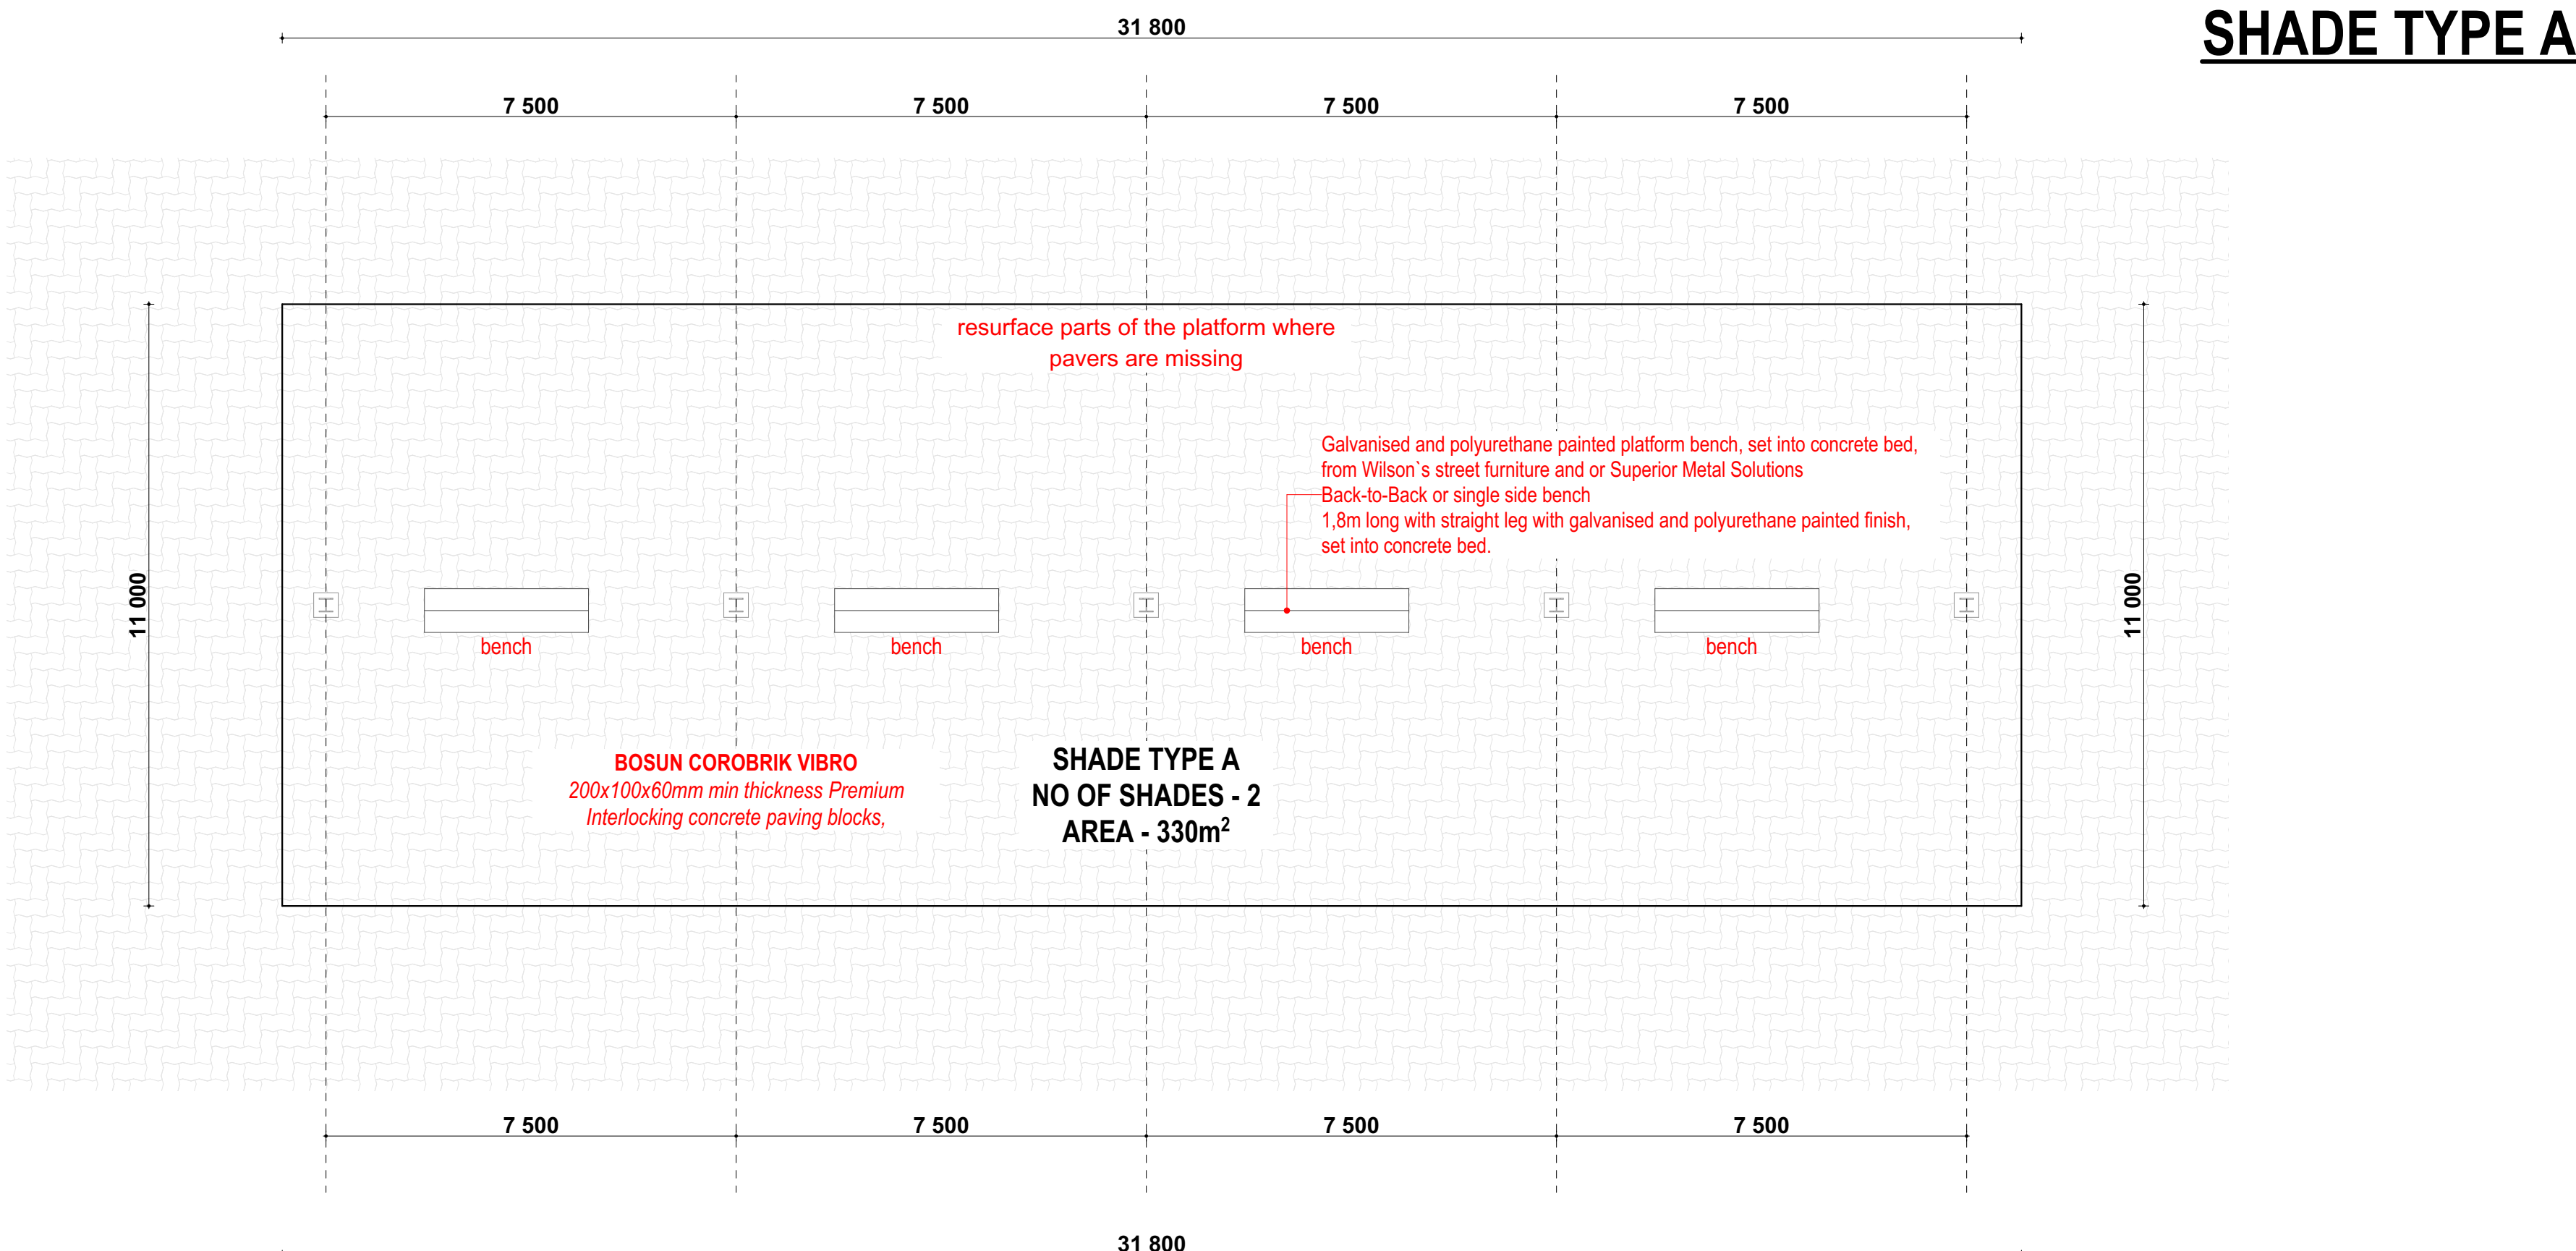 SHADE TYPE A
31 800
7 500
7 500
7 500
7 500
resurface parts of the platform where
pavers are missing
Galvanised and polyurethane painted platform bench, set into concrete bed,
from Wilson`s street furniture and or Superior Metal Solutions
Back-to-Back or single side bench
1,8m long with straight leg with galvanised and polyurethane painted finish,
set into concrete bed.
11 000
11 000
bench
bench
bench
bench
BOSUN COROBRIK VIBRO
200x100x60mm min thickness Premium
Interlocking concrete paving blocks,
SHADE TYPE A
NO OF SHADES - 2
AREA - 330m²
7 500
7 500
7 500
7 500
31 800